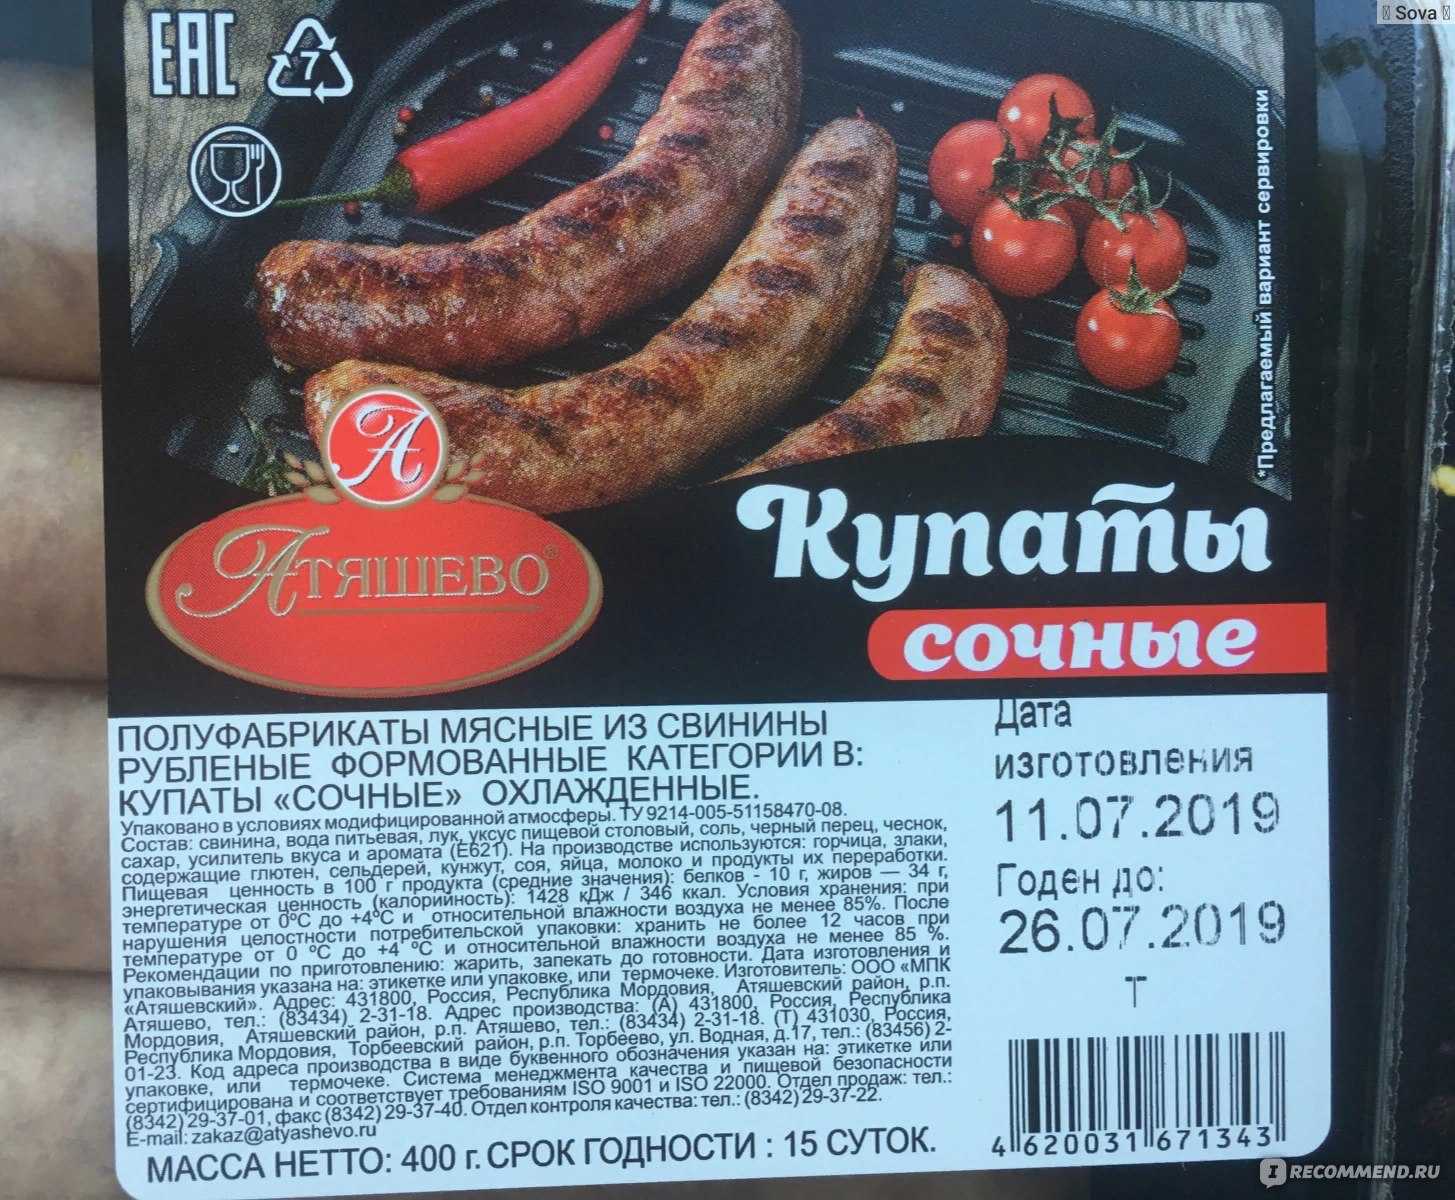 Sova
EAC
7
*Предлагаемый вариант сервировки
А
Атяшево®
Купаты
сочные
ПОЛУФАБРИКАТЫ МЯСНЫЕ ИЗ СВИНИНЫ
РУБЛЕНЫЕ ФОРМОВАННЫЕ КАТЕГОРИИ В:
КУПАТЫ «СОЧНЫЕ» ОХЛАЖДЕННЫЕ.
Упаковано в условиях модифицированной атмосферы. ТУ 9214-005-51158470-08.
Состав: свинина, вода питьевая, лук, уксус пищевой столовый, соль, черный перец, чеснок,
сахар, усилитель вкуса и аромата (Е621). На производстве используются: горчица, злаки,
содержащие глютен, сельдерей, кунжут, соя, яйца, молоко и продукты их переработки.
Пищевая ценность в 100 г продукта (средние значения): белков - 10 г, жиров — 34 г,
энергетическая ценность (калорийность): 1428 кДж / 346 ккал. Условия хранения: при
температуре от 0°С до +4°С и относительной влажности воздуха не менее 85%. После
нарушения целостности потребительской упаковки: хранить не более 12 часов при
температуре от 0 °С до +4 °С и относительной влажности воздуха не менее 85 %.
Рекомендации по приготовлению: жарить, запекать до готовности. Дата изготовления и
упаковывания указана на: этикетке или упаковке, или термочеке. Изготовитель: ООО «МПК
«Атяшевский». Адрес: 431800, Россия, Республика Мордовия, Атяшевский район, р.п.
Атяшево, тел.: (83434) 2-31-18. Адрес производства: (А) 431800, Россия, Республика
Мордовия, Атяшевский район, р.п. Атяшево, тел.: (83434) 2-31-18. (Т) 431030, Россия,
Республика Мордовия, Торбеевский район, р.п. Торбеево, ул. Водная, д.17, тел.: (83456) 2-
01-23. Код адреса производства в виде буквенного обозначения указан на: этикетке или
упаковке, или термочеке. Система менеджмента качества и пищевой безопасности
сертифицирована и соответствует требованиям ISO 9001 и ISO 22000. Отдел продаж: тел.:
(8342) 29-37-01, факс (8342) 29-37-40. Отдел контроля качества: тел.: (8342) 29-37-22.
E-mail: zakaz@atyashevo.ru
МАССА НЕТТО: 400 г. СРОК ГОДНОСТИ : 15 СУТОК.
Дата
изготовления
11.07.2019
Годен до:
26.07.2019
Т
4 620031 671343
IRECOMMEND.RU